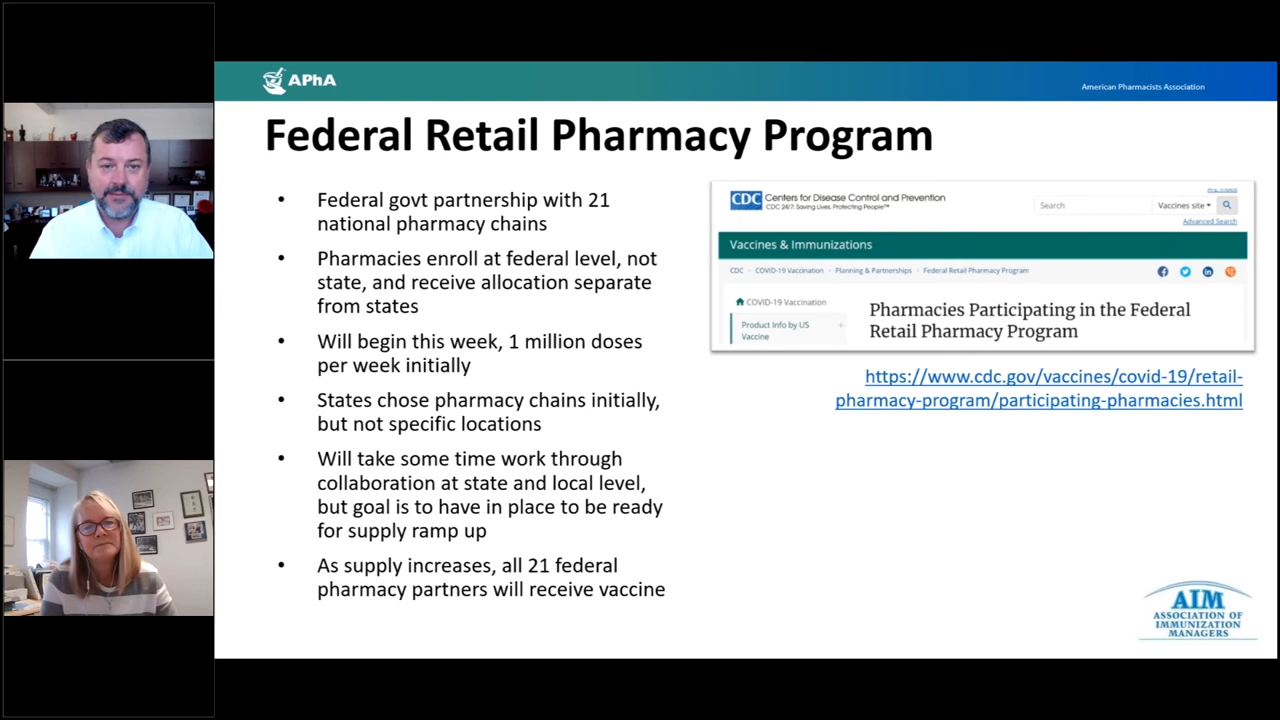 APhA
American Pharmacists Association
Federal Retail Pharmacy Program
• Federal govt partnership with 21
national pharmacy chains
• Pharmacies enroll at federal level, not
state, and receive allocation separate
from states
• Will begin this week, 1 million doses
per week initially
• States chose pharmacy chains initially,
but not specific locations
• Will take some time work through
collaboration at state and local level,
but goal is to have in place to be ready
for supply ramp up
• As supply increases, all 21 federal
pharmacy partners will receive vaccine
CDC Centers for Disease Control and Prevention
CDC 24/7: Saving Lives, Protecting People™
Search
Vaccines site
Advanced Search
Vaccines & Immunizations
CDC COVID-19 Vaccination Planning & Partnerships Federal Retail Pharmacy Program
COVID-19 Vaccination
Product Info by US
Vaccine
+
Pharmacies Participating in the Federal
Retail Pharmacy Program
https://www.cdc.gov/vaccines/covid-19/retail-
pharmacy-program/participating-pharmacies.html
AIM
ASSOCIATION OF
IMMUNIZATION
MANAGERS